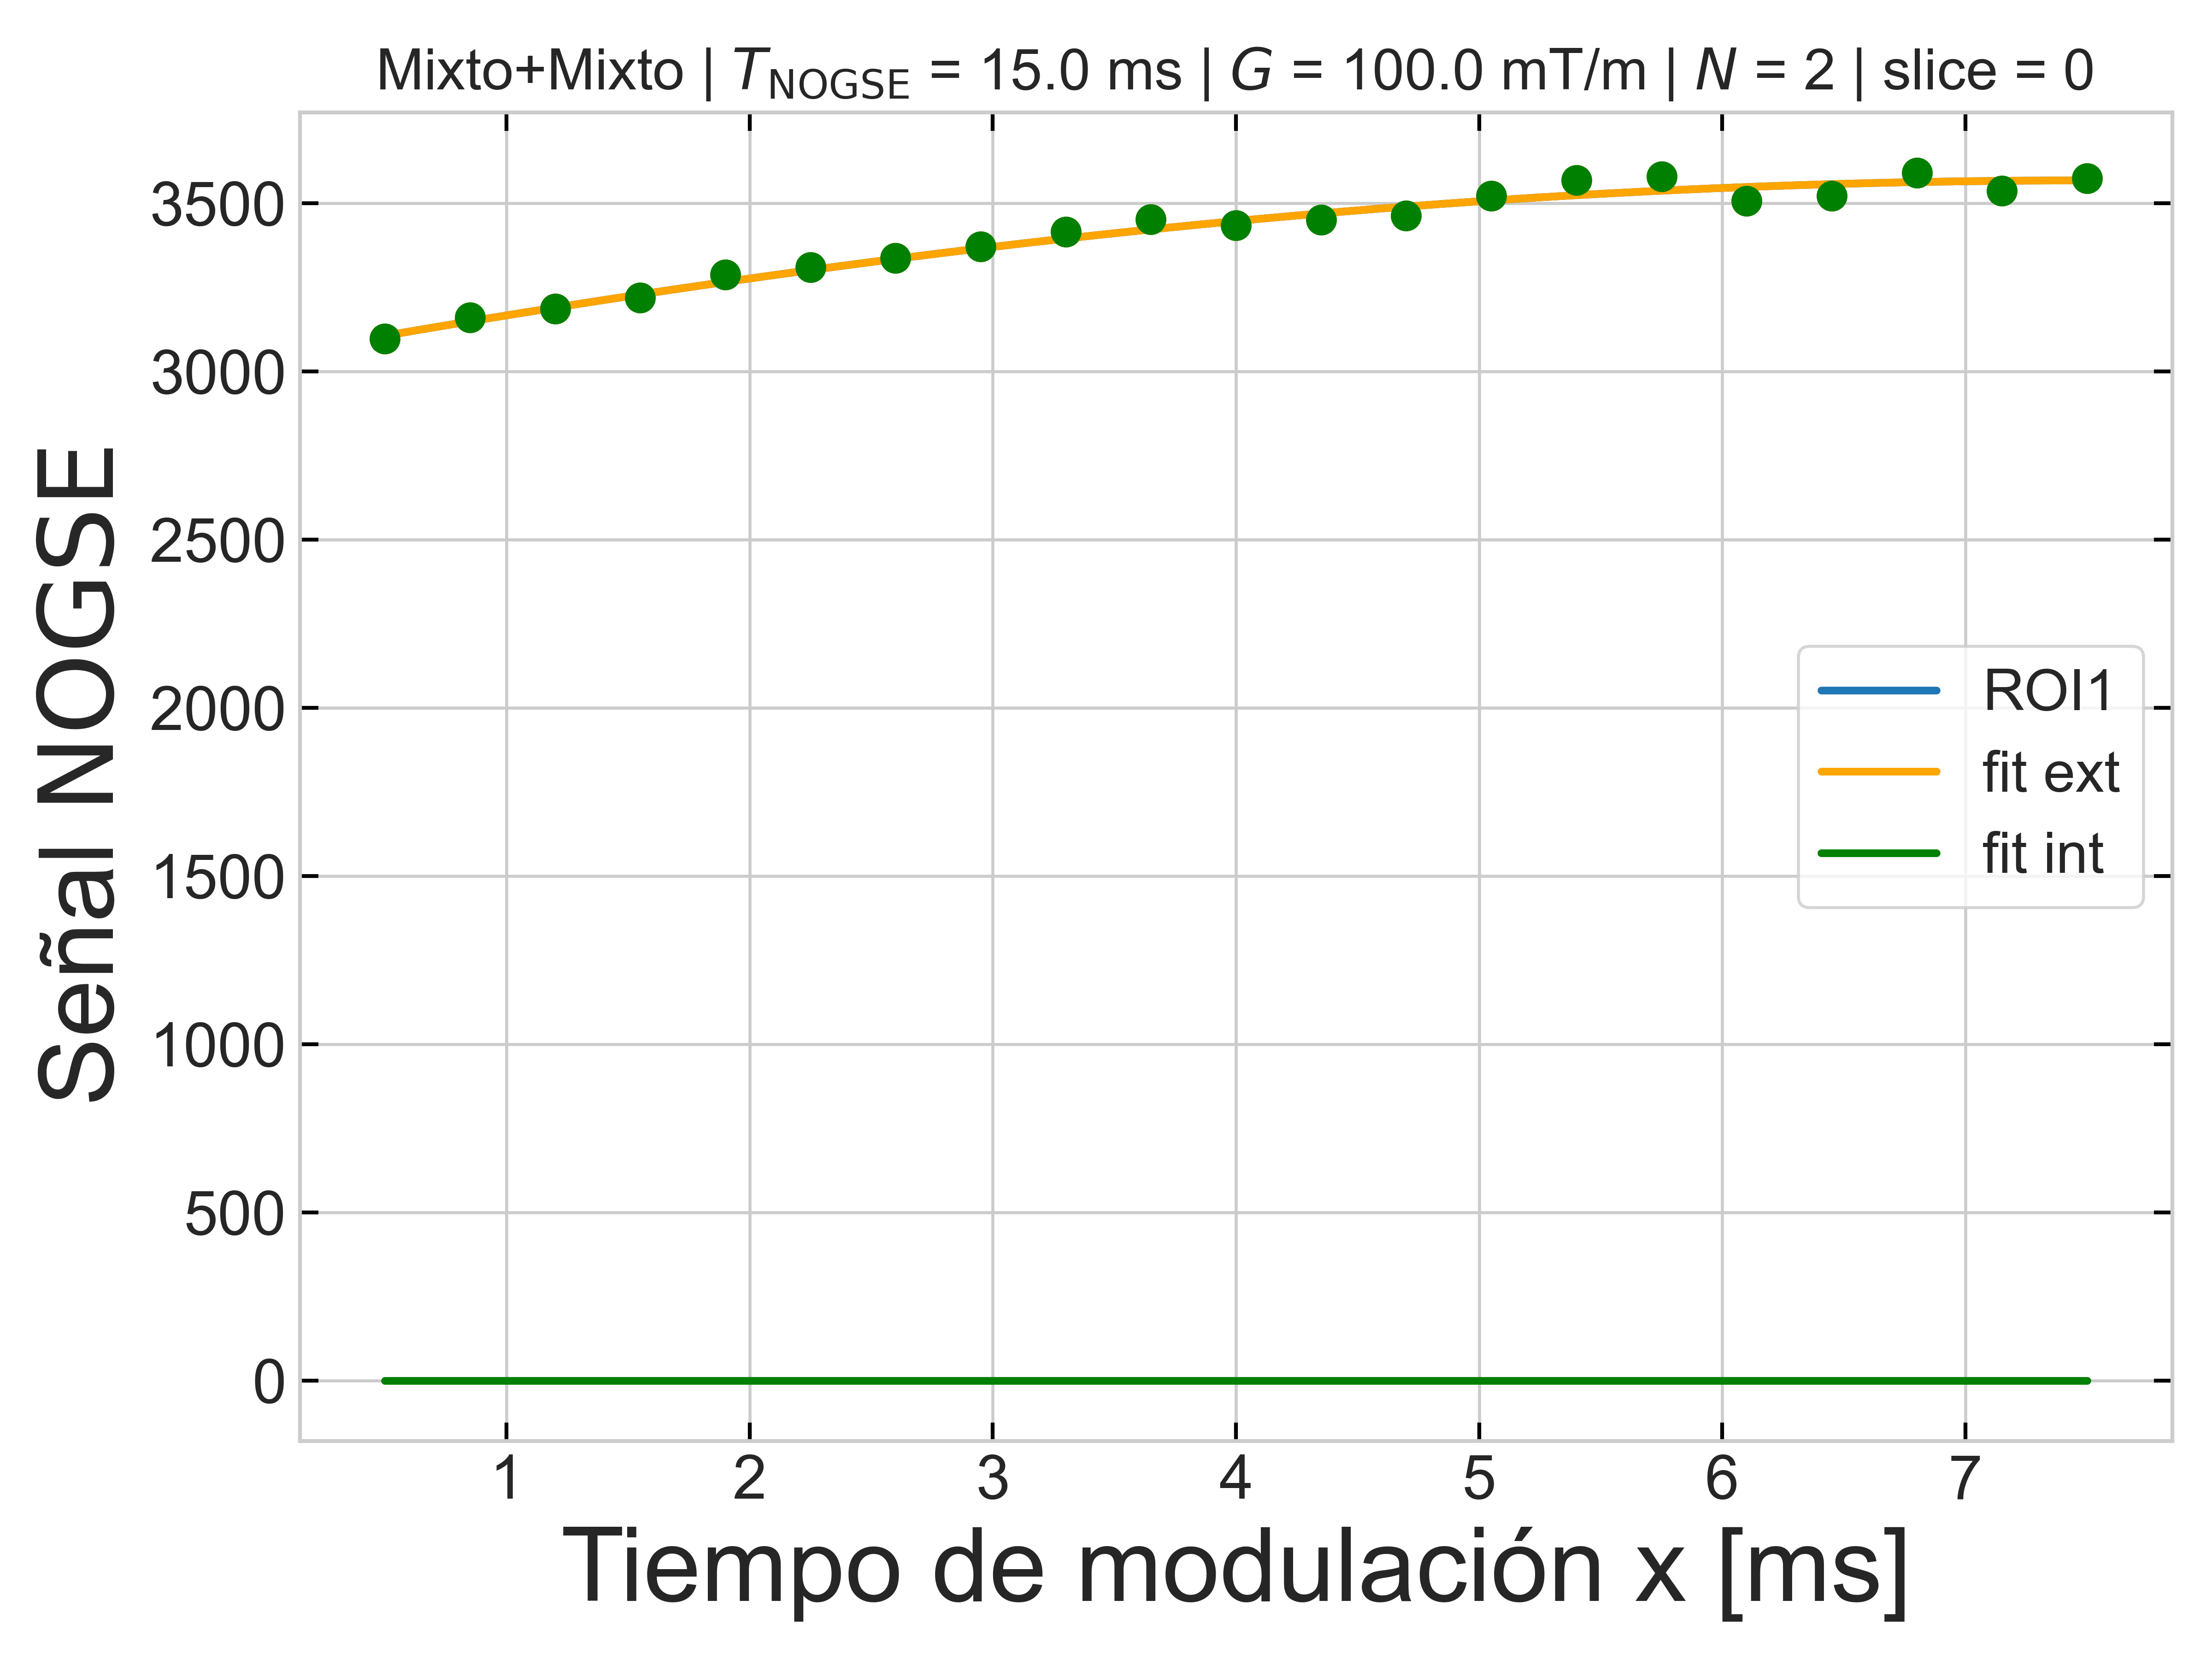 Mixto+Mixto | T_NOGSE = 15.0 ms | G = 100.0 mT/m | N = 2 | slice = 0
Señal NOGSE
3500
3000
2500
2000
1500
1000
500
0
ROI1
fit ext
fit int
1 2 3 4 5 6 7
Tiempo de modulación x [ms]